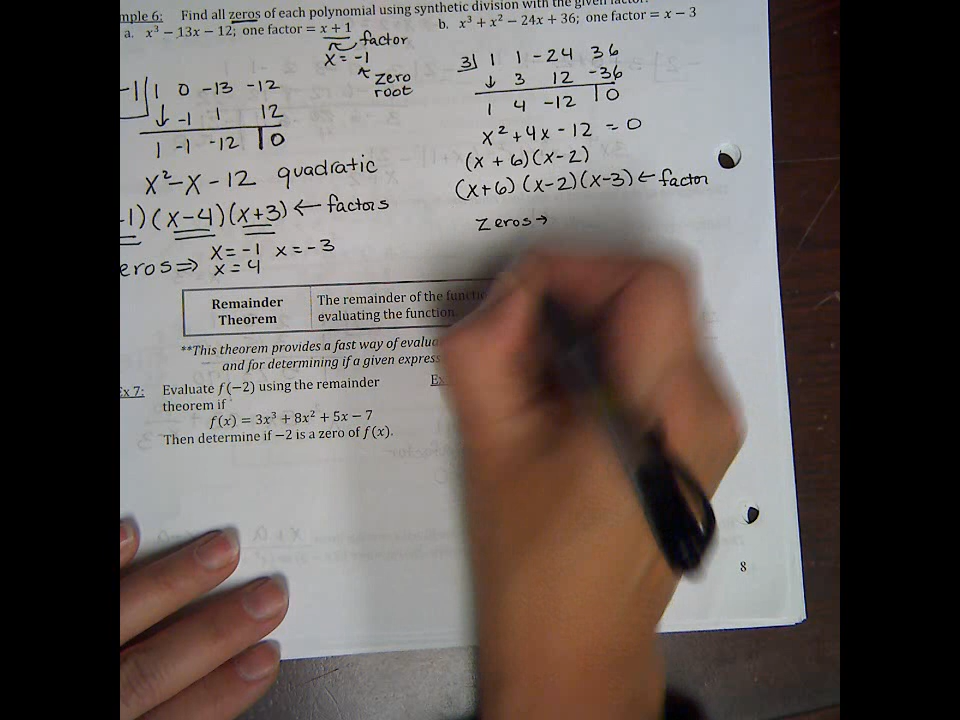 mple 6: Find all zeros of each polynomial using synthetic division with the given factor.
a. x³ − 13x − 12; one factor = x + 1
factor
x = -1
zero
root
-1 | 1 0 -13 -12
↓ -1 1 12
1 -1 -12 | 0
x² - x - 12 quadratic
-1) (x-4) (x+3) ← factors
eros ⇒ x = -1 x = -3
x = 4
b. x³ + x² − 24x + 36; one factor = x − 3
3 | 1 1 -24 36
↓ 3 12 -36
1 4 -12 | 0
x² + 4x - 12 = 0
(x + 6)(x-2)
(x+6) (x-2)(x-3) ← factor
zeros →
Remainder
Theorem
The remainder of the functio
evaluating the function.
**This theorem provides a fast way of evalua
and for determining if a given express
Ex 7: Evaluate f(−2) using the remainder
theorem if
f(x) = 3x³ + 8x² + 5x − 7
Then determine if −2 is a zero of f(x).
Ex
8